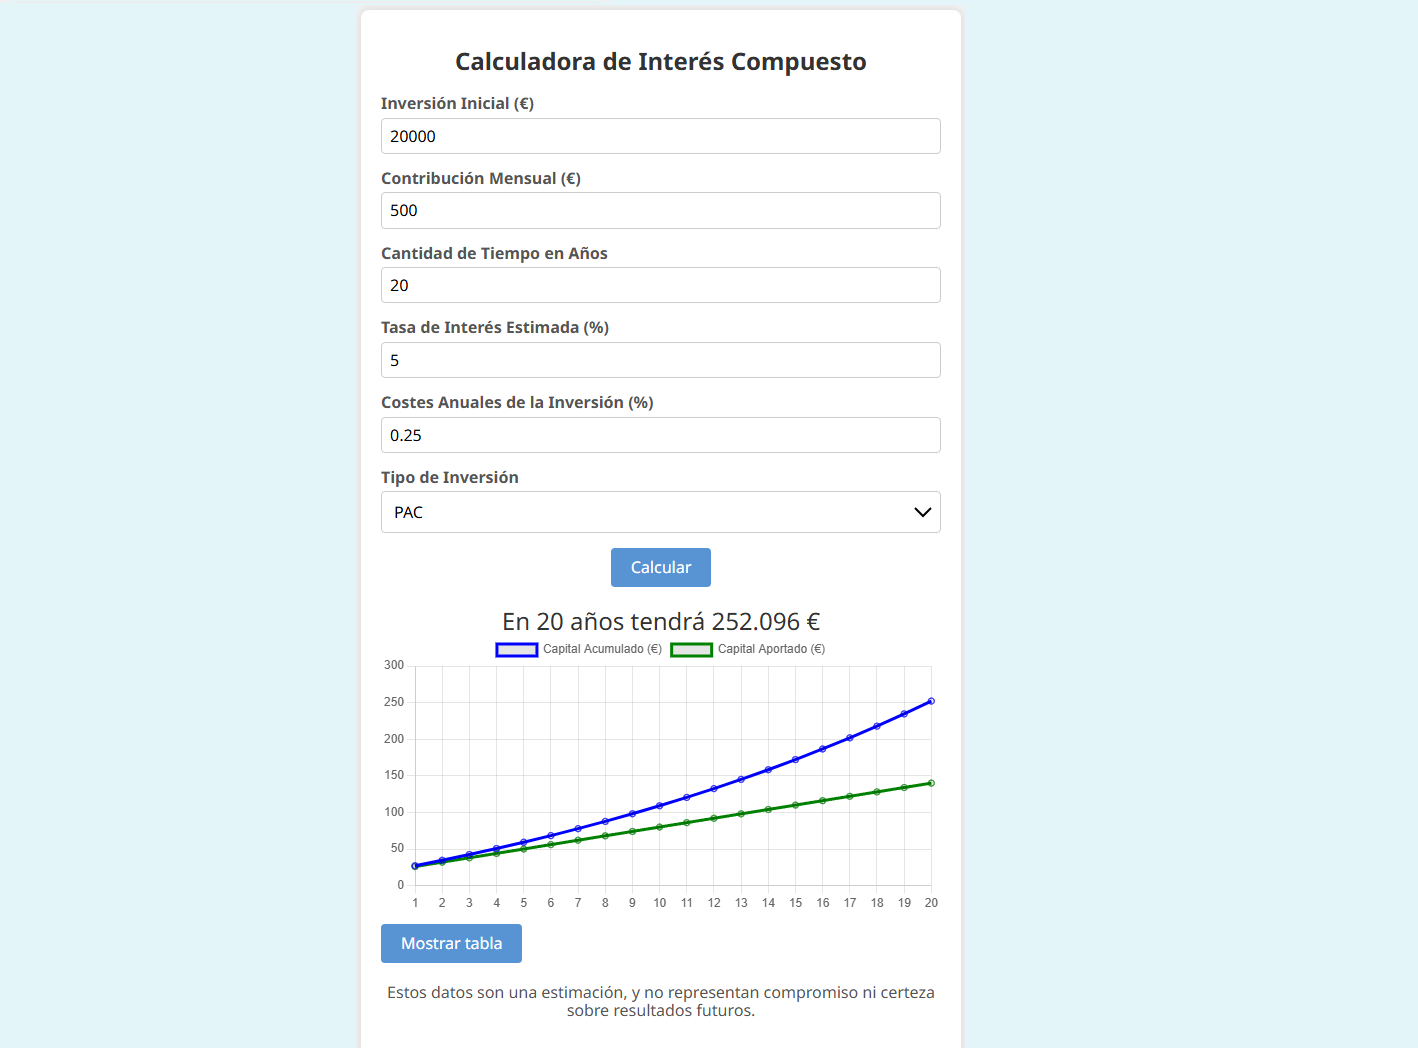 Calculadora de Interés Compuesto
Inversión Inicial (€)
20000
Contribución Mensual (€)
500
Cantidad de Tiempo en Años
20
Tasa de Interés Estimada (%)
5
Costes Anuales de la Inversión (%)
0.25
Tipo de Inversión
PAC
Calcular
En 20 años tendrá 252.096 €
Capital Acumulado (€) Capital Aportado (€)
300
250
200
150
100
50
0
1 2 3 4 5 6 7 8 9 10 11 12 13 14 15 16 17 18 19 20
Mostrar tabla
Estos datos son una estimación, y no representan compromiso ni certeza
sobre resultados futuros.